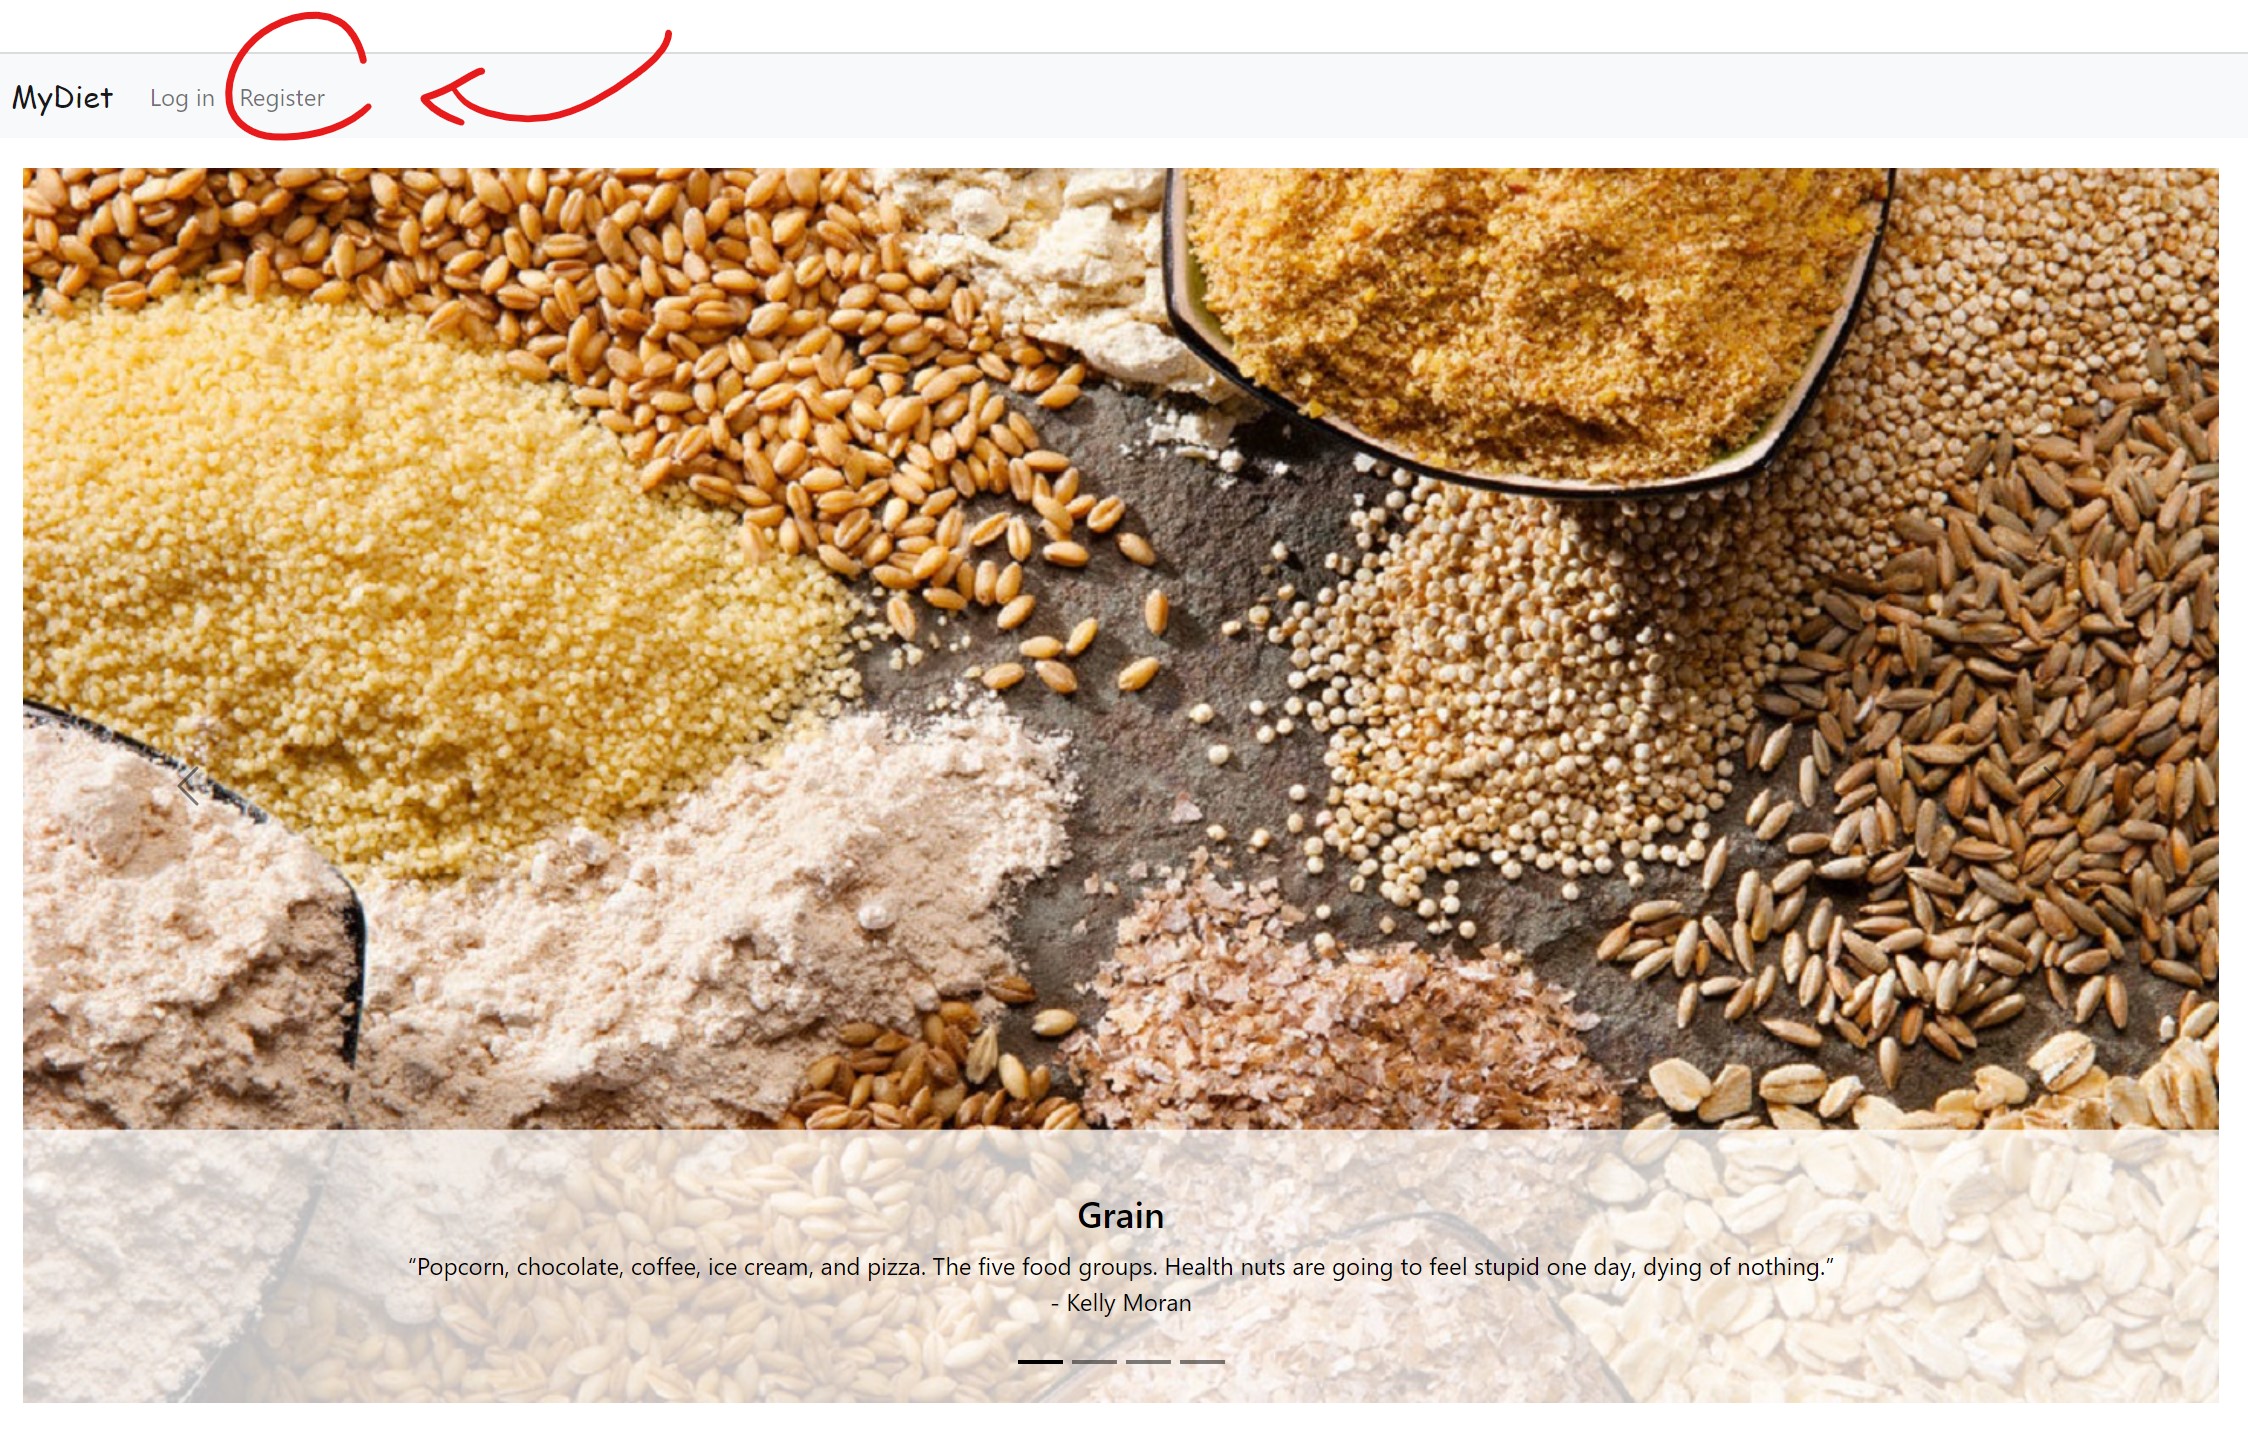 MyDiet Log in Register
Grain
“Popcorn, chocolate, coffee, ice cream, and pizza. The five food groups. Health nuts are going to feel stupid one day, dying of nothing.”
- Kelly Moran